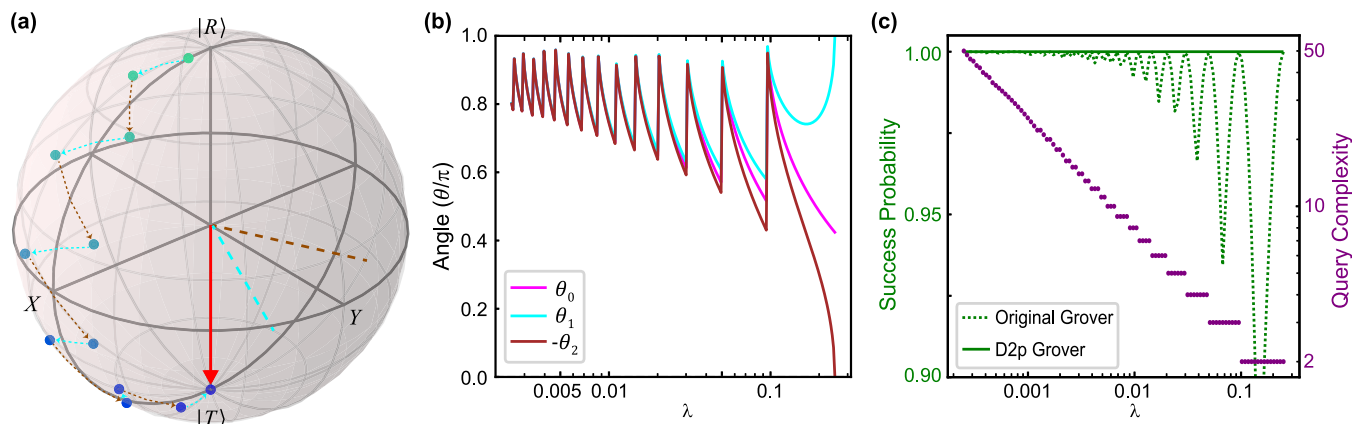 (a)
|R⟩
X
Y
|T⟩
(b)
Angle (θ/π)
1.0
0.8
0.6
0.4
0.2
0.0
θ₀
θ₁
-θ₂
0.005
0.01
0.1
λ
(c)
Success Probability
1.00
0.95
0.90
Original Grover
D2p Grover
0.001
0.01
0.1
λ
50
10
2
Query Complexity